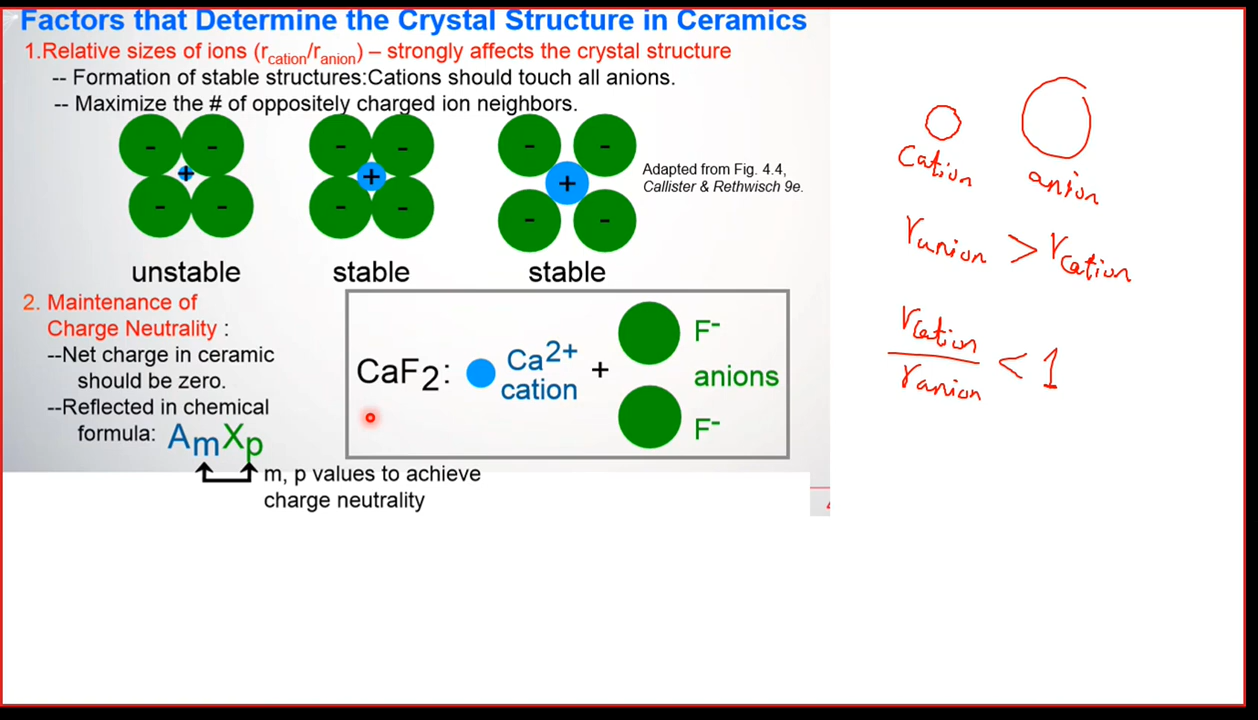 Factors that Determine the Crystal Structure in Ceramics
1.Relative sizes of ions (rcation/ranion) – strongly affects the crystal structure
-- Formation of stable structures:Cations should touch all anions.
-- Maximize the # of oppositely charged ion neighbors.
- - - - - -
+ + +
- - - - - -
Adapted from Fig. 4.4,
Callister & Rethwisch 9e.
unstable stable stable
2. Maintenance of
Charge Neutrality :
--Net charge in ceramic
should be zero.
--Reflected in chemical
formula: AmXp
m, p values to achieve
charge neutrality
CaF2: Ca2+
cation
+
F-
anions
F-
Cation anion
ranion > rcation
rcation
ranion
< 1